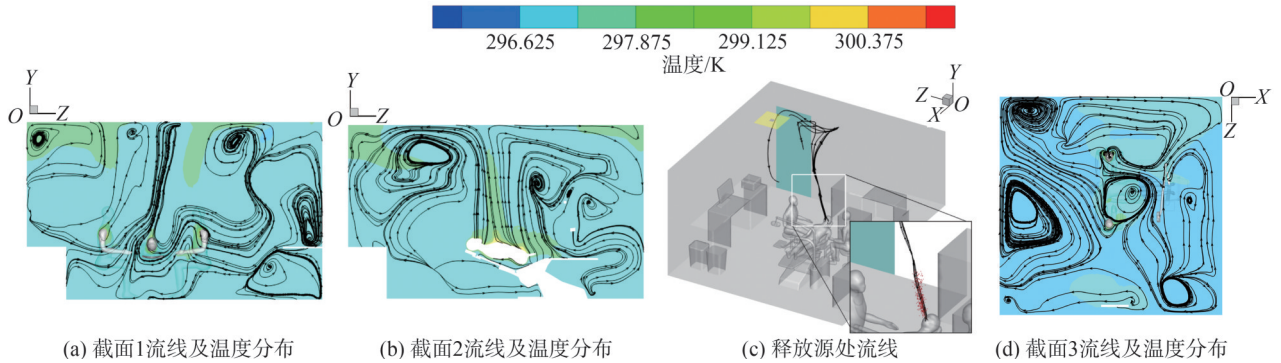 296.625 297.875 299.125 300.375
温度/K
Y
O Z
Y
O Z
Y
Z X O
O X
Z
(a) 截面1流线及温度分布
(b) 截面2流线及温度分布
(c) 释放源处流线
(d) 截面3流线及温度分布